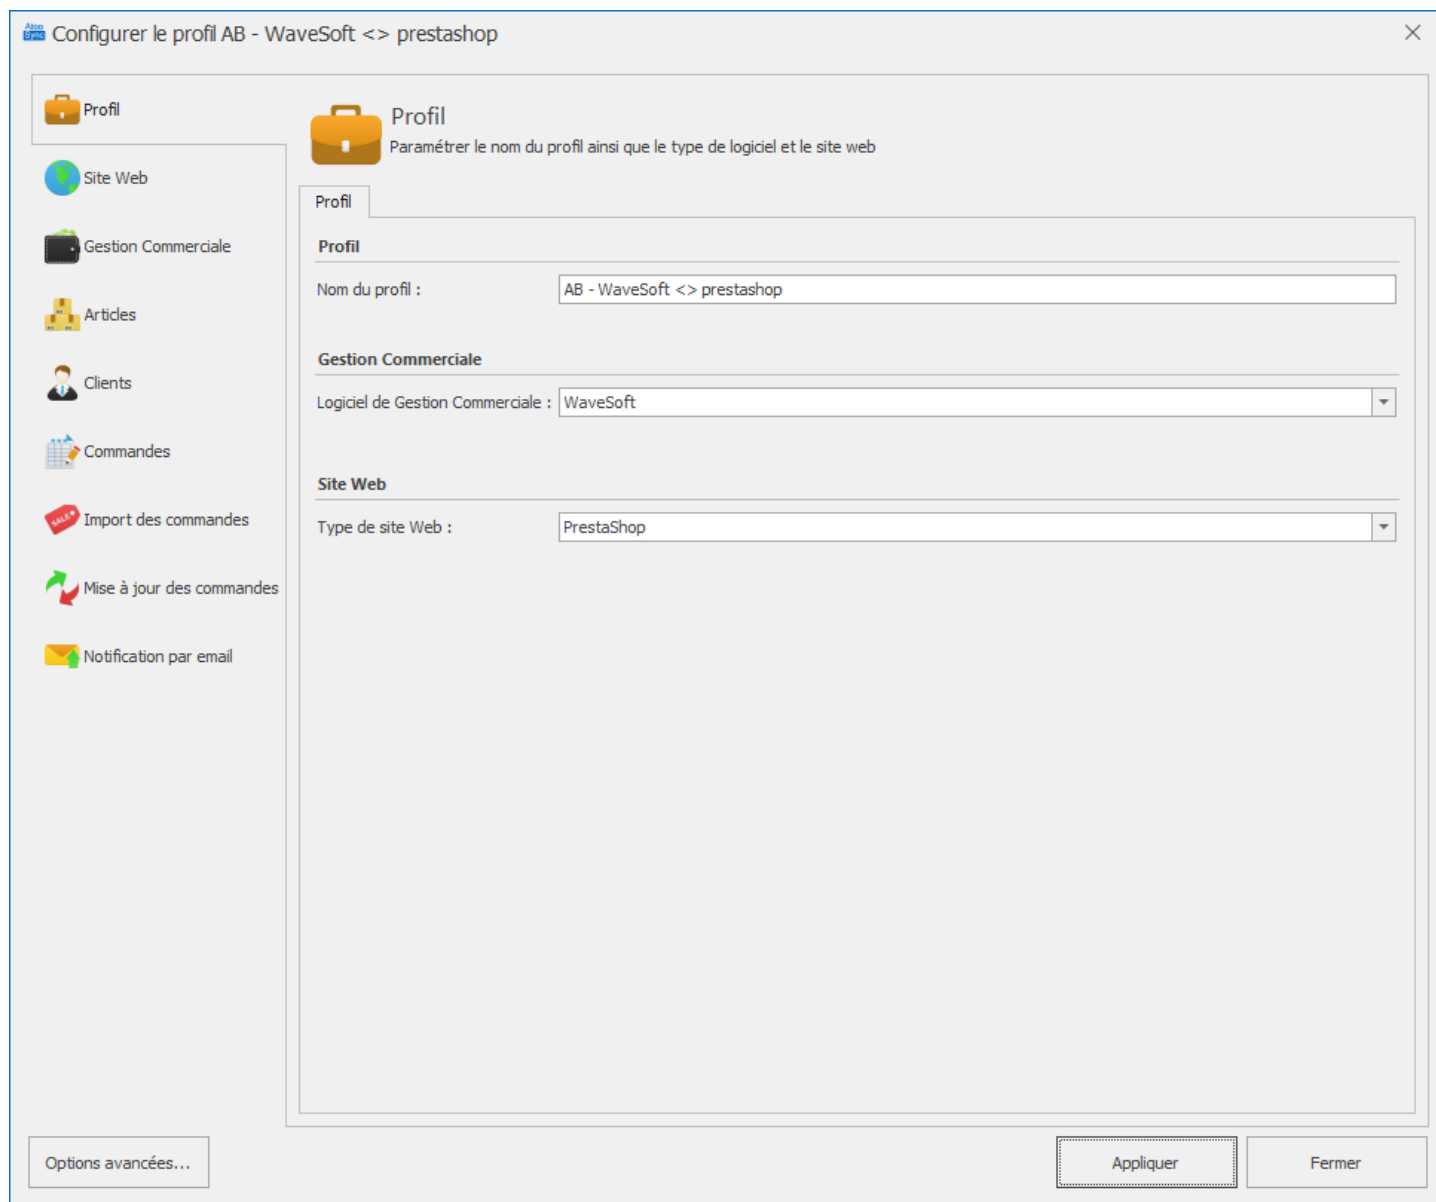 Configurer le profil AB - WaveSoft <> prestashop
Profil
Site Web
Gestion Commerciale
Articles
Clients
Commandes
SALE
Import des commandes
Mise à jour des commandes
Notification par email
Profil
Paramétrer le nom du profil ainsi que le type de logiciel et le site web
Profil
Profil
Nom du profil : AB - WaveSoft <> prestashop
Gestion Commerciale
Logiciel de Gestion Commerciale : WaveSoft
Site Web
Type de site Web : PrestaShop
Options avancées...
Appliquer
Fermer